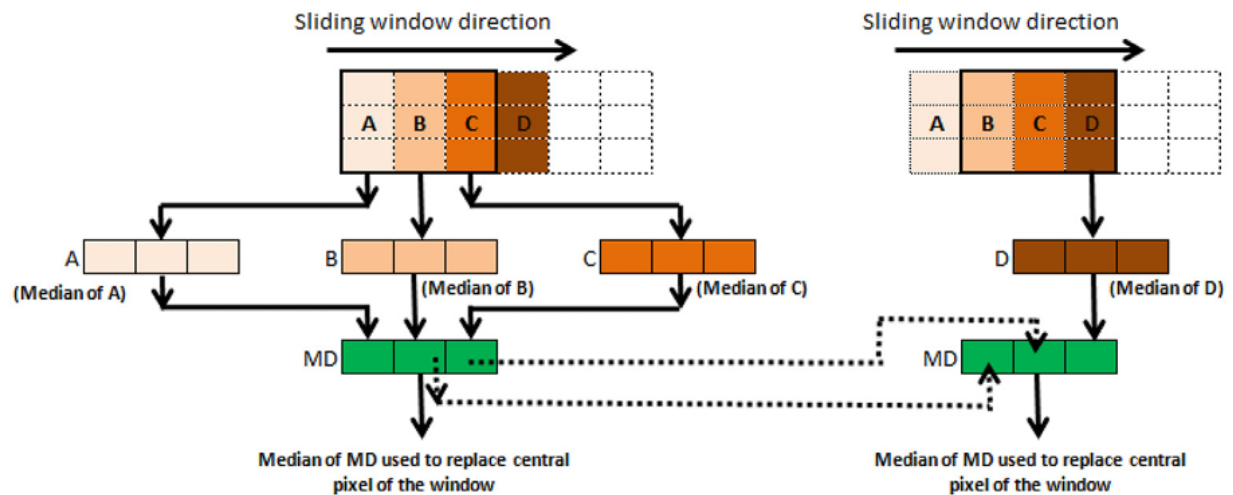 Sliding window direction
Sliding window direction
A B C D
A B C D
A
B
C
D
(Median of A)
(Median of B)
(Median of C)
(Median of D)
MD
MD
Median of MD used to replace central
pixel of the window
Median of MD used to replace central
pixel of the window